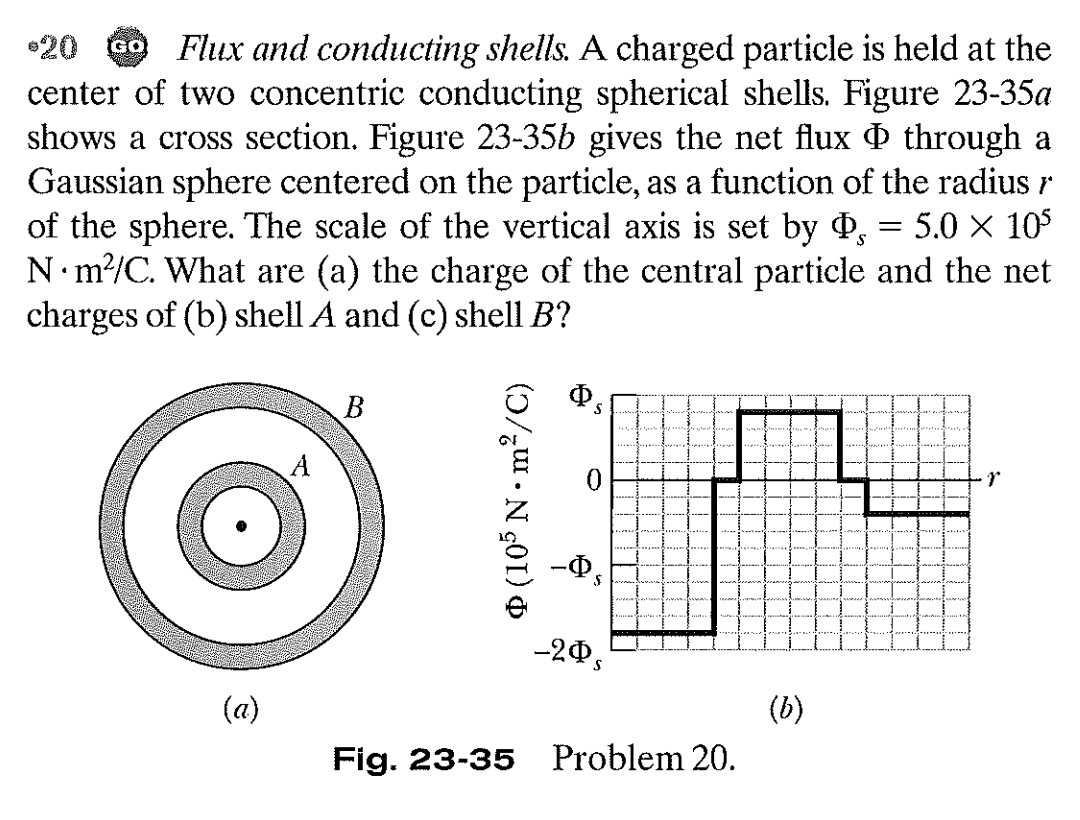 •20 GO Flux and conducting shells. A charged particle is held at the
center of two concentric conducting spherical shells. Figure 23-35a
shows a cross section. Figure 23-35b gives the net flux Φ through a
Gaussian sphere centered on the particle, as a function of the radius r
of the sphere. The scale of the vertical axis is set by Φₛ = 5.0 × 10⁵
N·m²/C. What are (a) the charge of the central particle and the net
charges of (b) shell A and (c) shell B?
B
A
(a)
Φ (10⁵ N · m²/C)
Φₛ
0
r
−Φₛ
−2Φₛ
(b)
Fig. 23-35 Problem 20.